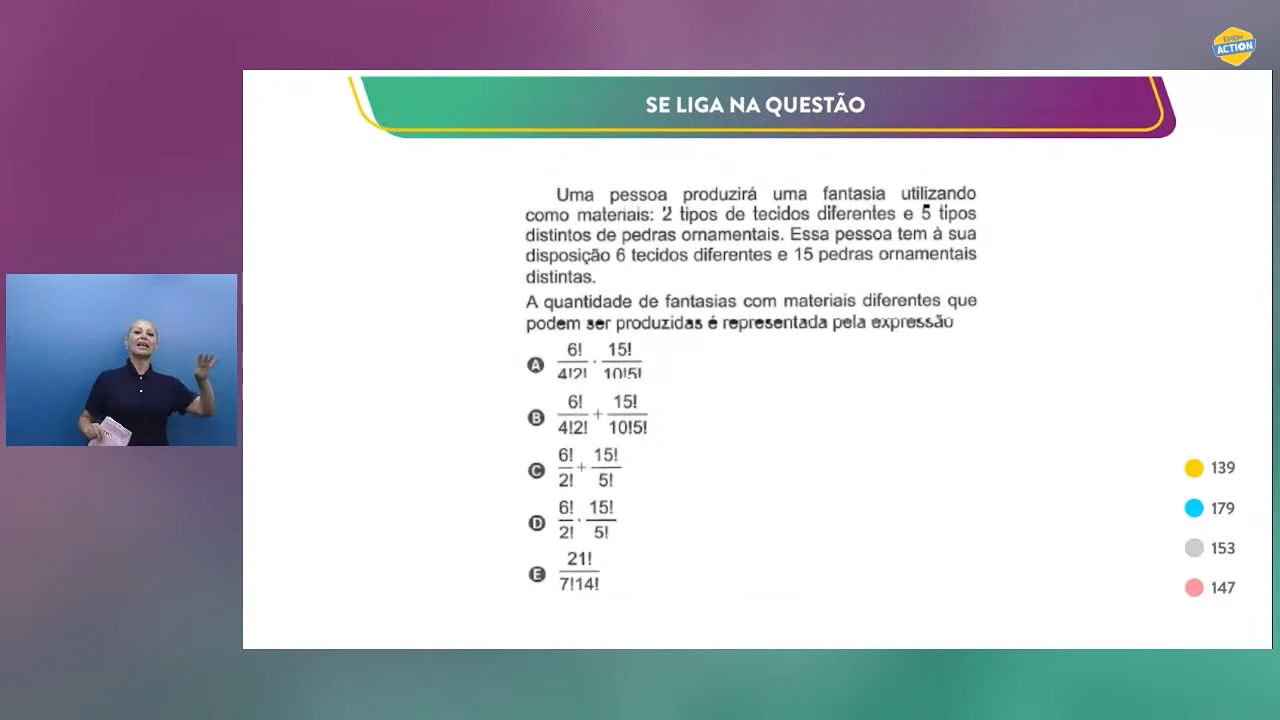 ENEM
ACTION
SE LIGA NA QUESTÃO
Uma pessoa produzirá uma fantasia utilizando
como materiais: 2 tipos de tecidos diferentes e 5 tipos
distintos de pedras ornamentais. Essa pessoa tem à sua
disposição 6 tecidos diferentes e 15 pedras ornamentais
distintas.
A quantidade de fantasias com materiais diferentes que
podem ser produzidas é representada pela expressão
A 6!/4!2! · 15!/10!5!
B 6!/4!2! + 15!/10!5!
C 6!/2! + 15!/5!
D 6!/2! · 15!/5!
E 21!/7!14!
139
179
153
147